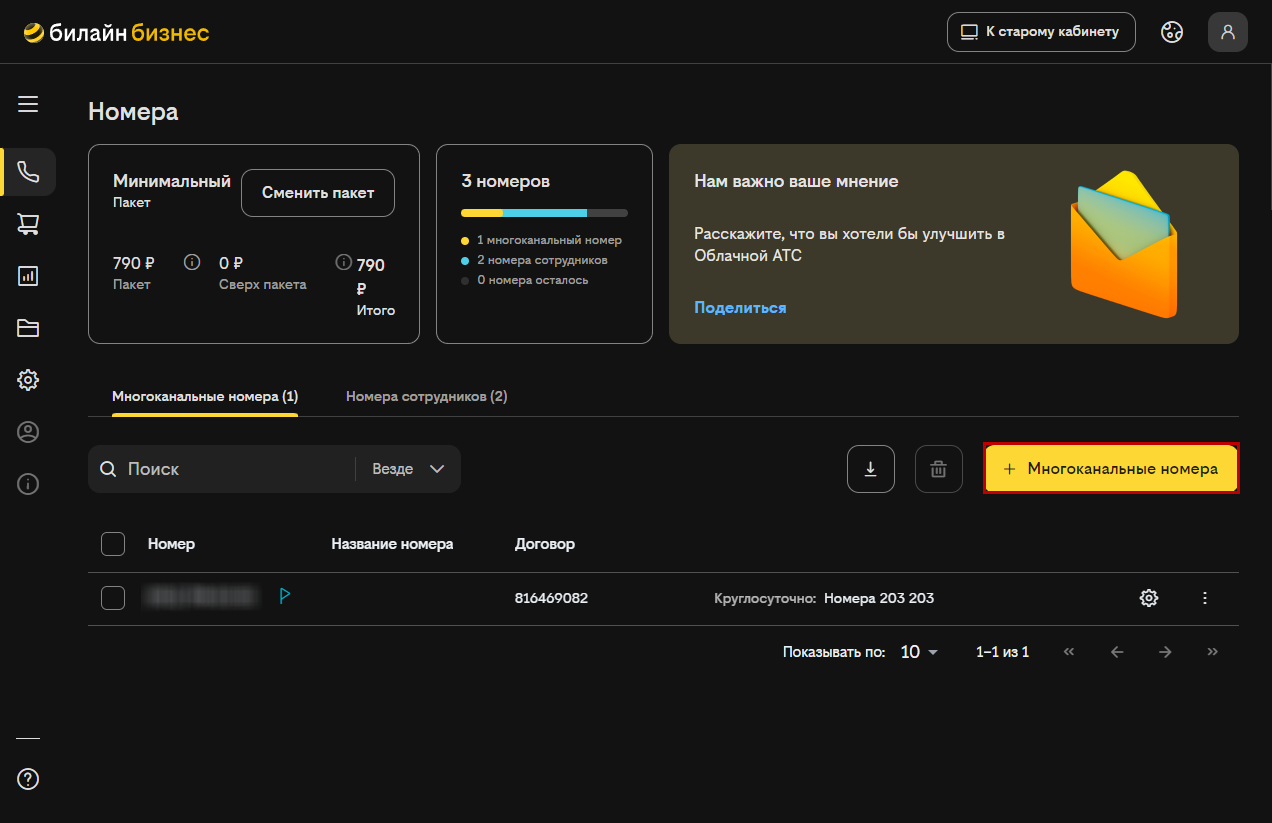 билайн бизнес
К старому кабинету
Номера
Минимальный
Пакет
Сменить пакет
790 ₽
Пакет
0 ₽
Сверх пакета
790
₽
Итого
3 номеров
1 многоканальный номер
2 номера сотрудников
0 номера осталось
Нам важно ваше мнение
Расскажите, что вы хотели бы улучшить в
Облачной АТС
Поделиться
Многоканальные номера (1)
Номера сотрудников (2)
Поиск
Везде
+ Многоканальные номера
Номер
Название номера
Договор
816469082
Круглосуточно: Номера 203 203
Показывать по: 10
1–1 из 1